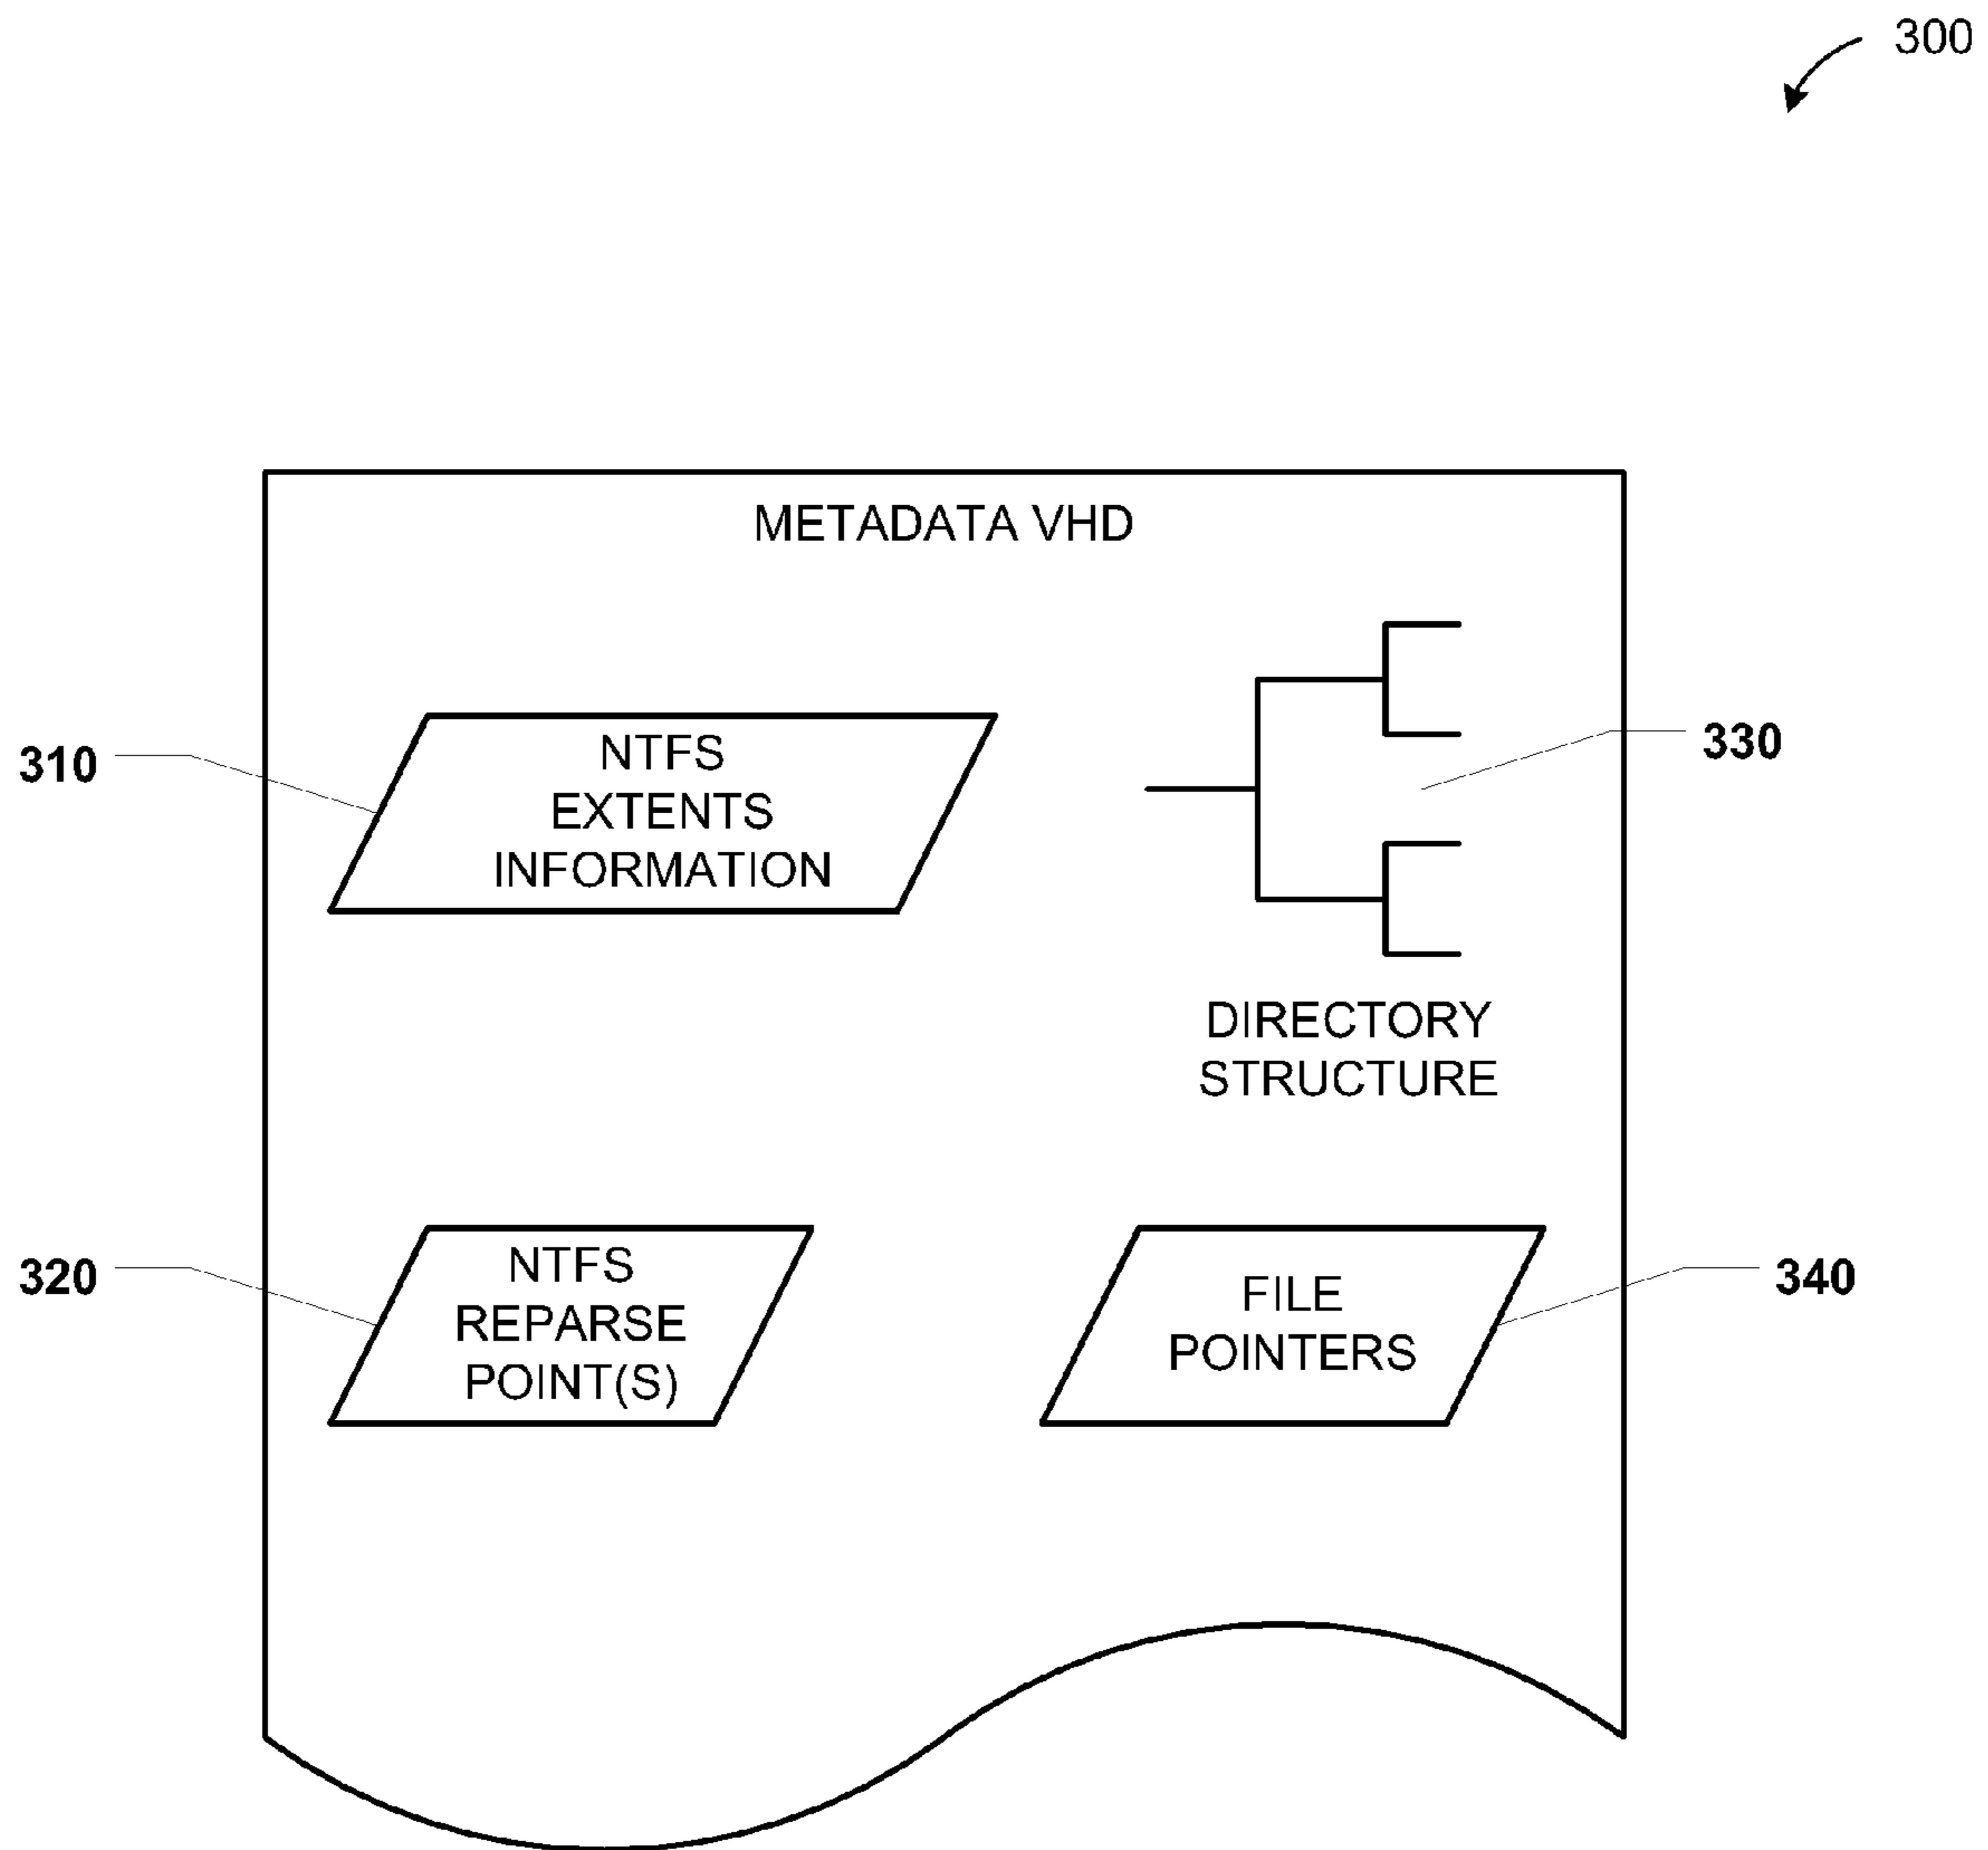 300
METADATA VHD
310
NTFS
EXTENTS
INFORMATION
330
DIRECTORY
STRUCTURE
320
NTFS
REPARSE
POINT(S)
FILE
POINTERS
340